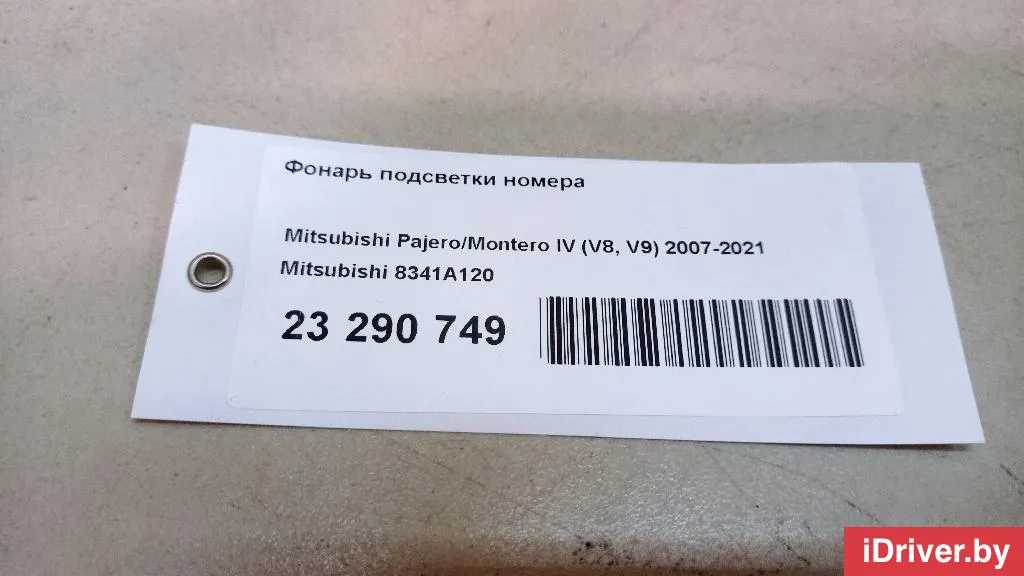 Фонарь подсветки номера
Mitsubishi Pajero/Montero IV (V8, V9) 2007-2021
Mitsubishi 8341A120
23 290 749
iDriver.by